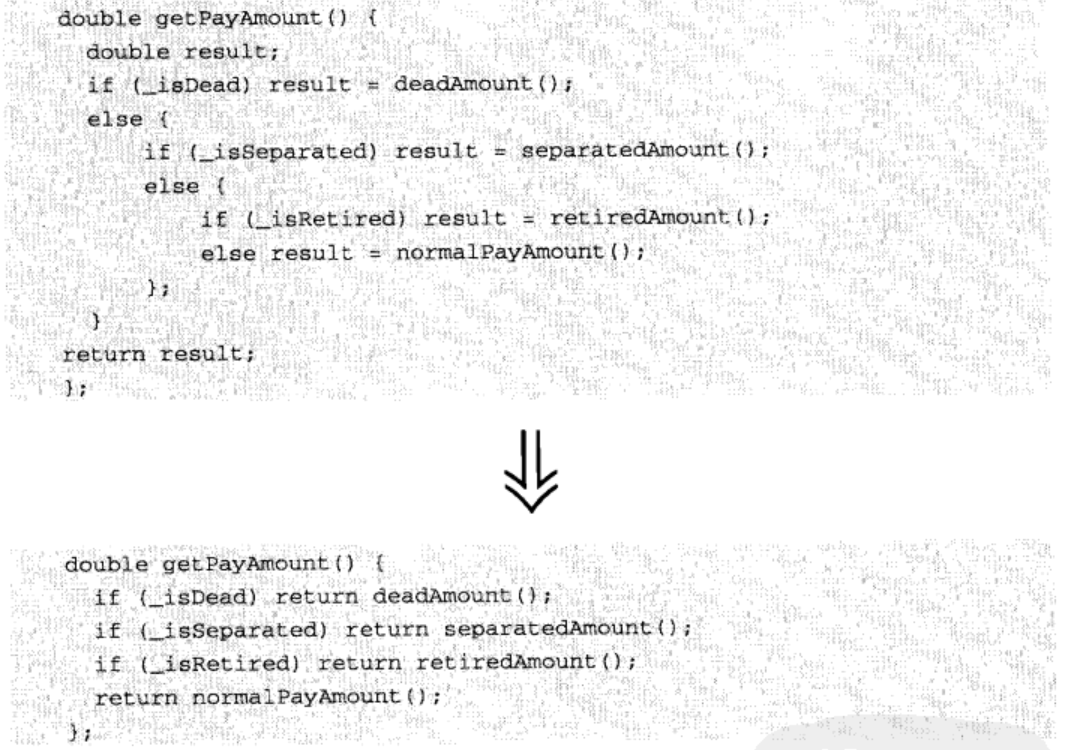 double getPayAmount() {
double result;
if (_isDead) result = deadAmount();
else {
if (_isSeparated) result = separatedAmount();
else {
if (_isRetired) result = retiredAmount();
else result = normalPayAmount();
};
}
return result;
};
double getPayAmount() {
if (_isDead) return deadAmount();
if (_isSeparated) return separatedAmount();
if (_isRetired) return retiredAmount();
return normalPayAmount();
};